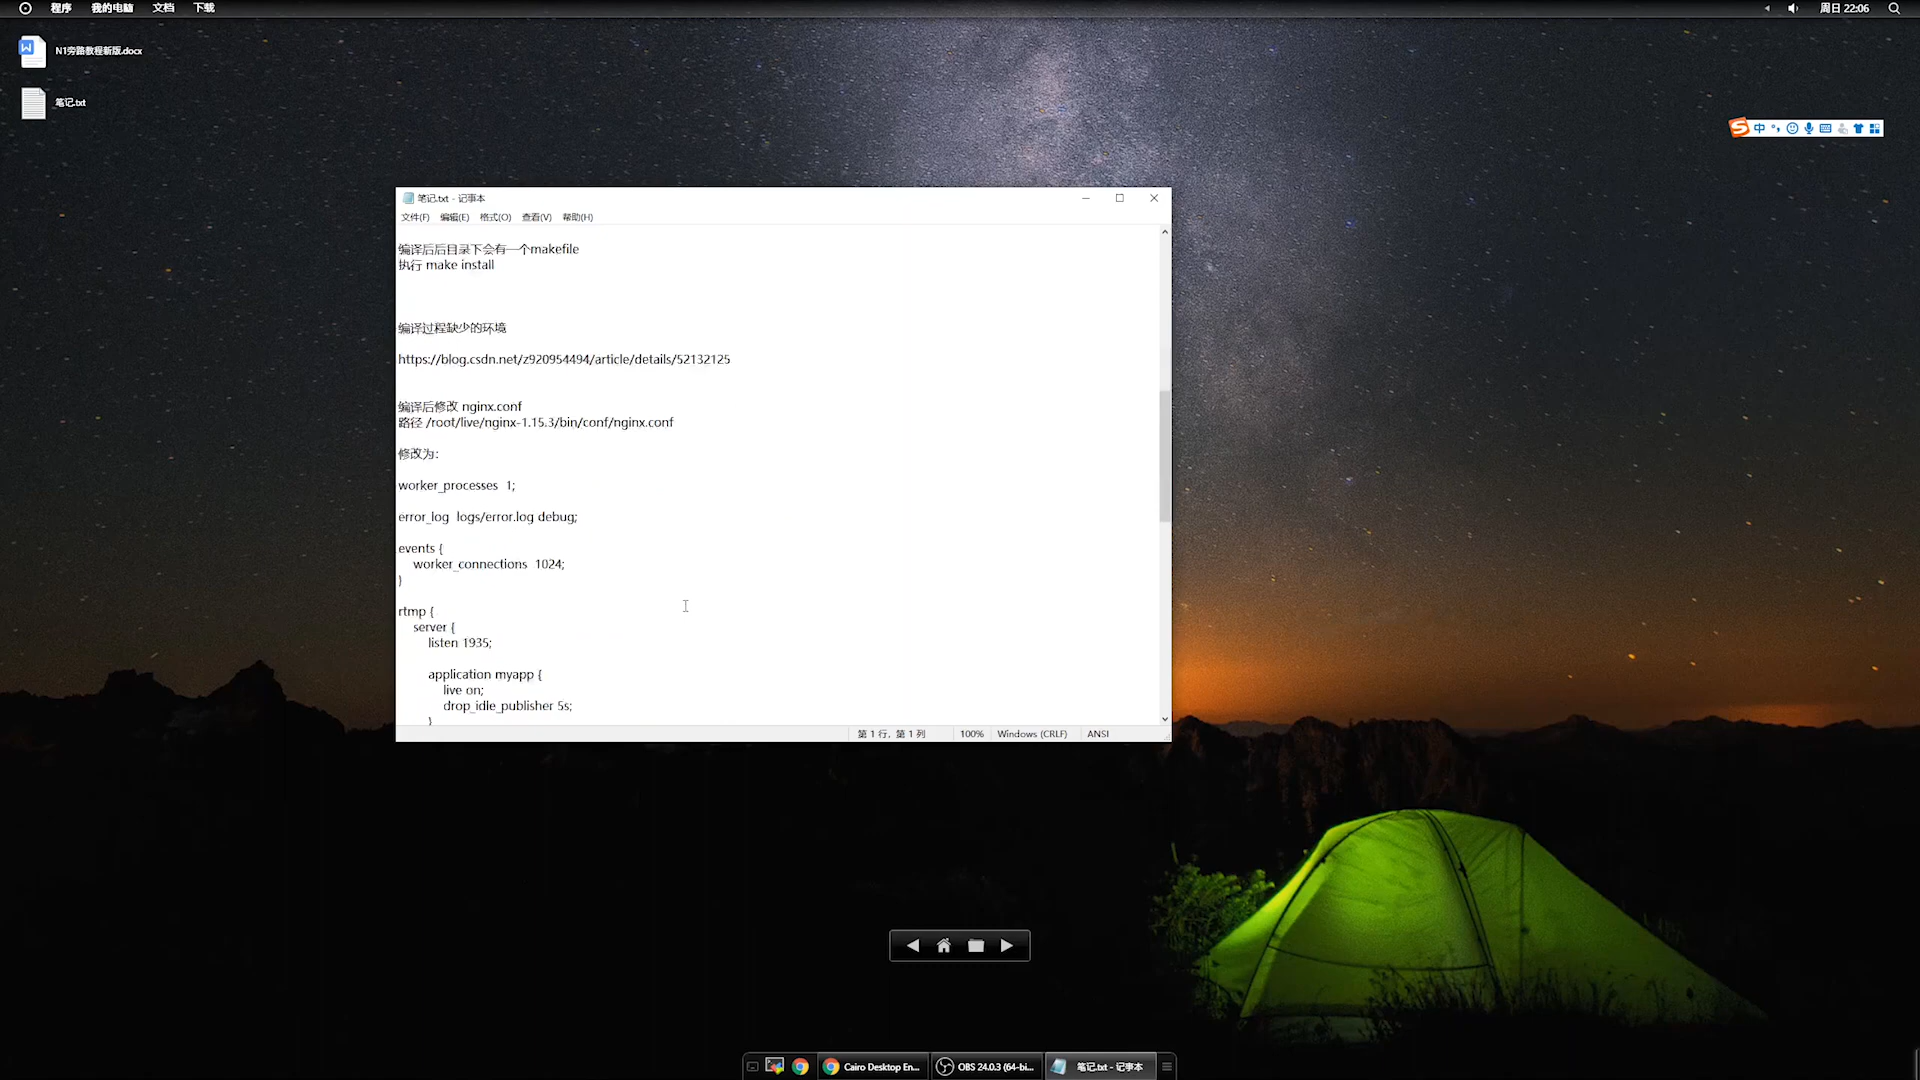 程序 我的电脑 文档 下载
周日 22:06
N1旁路教程新版.docx
笔记.txt
中
笔记.txt - 记事本
文件(F) 编辑(E) 格式(O) 查看(V) 帮助(H)
编译后后目录下会有一个makefile
执行 make install
编译过程缺少的环境
https://blog.csdn.net/z920954494/article/details/52132125
编译后修改 nginx.conf
路径 /root/live/nginx-1.15.3/bin/conf/nginx.conf
修改为：
worker_processes  1;
error_log  logs/error.log debug;
events {
worker_connections  1024;
}
rtmp {
server {
listen 1935;
application myapp {
live on;
drop_idle_publisher 5s;
}
第 1 行，第 1 列 100% Windows (CRLF) ANSI
Cairo Desktop En... OBS 24.0.3 (64-bi... 笔记.txt - 记事本